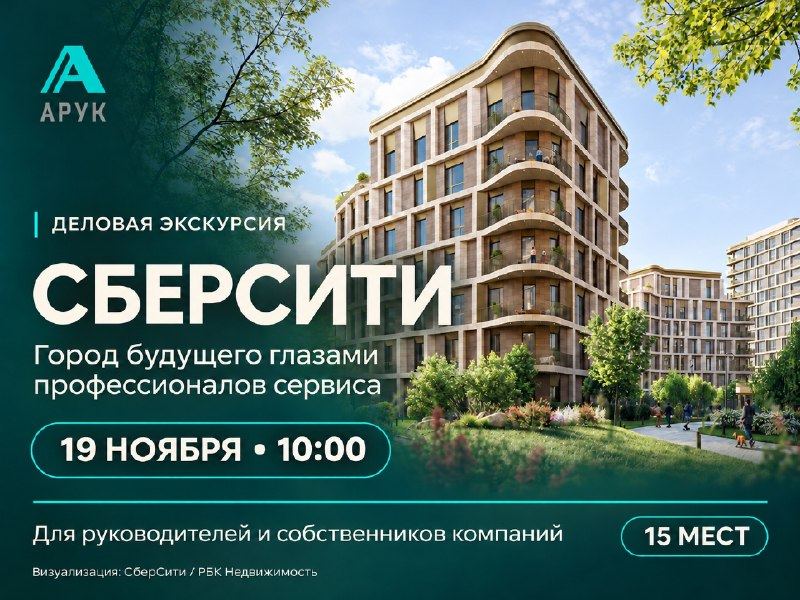 АРУК
ДЕЛОВАЯ ЭКСКУРСИЯ
СБЕРСИТИ
Город будущего глазами
профессионалов сервиса
19 НОЯБРЯ • 10:00
Для руководителей и собственников компаний
15 МЕСТ
Визуализация: СберСити / РБК Недвижимость